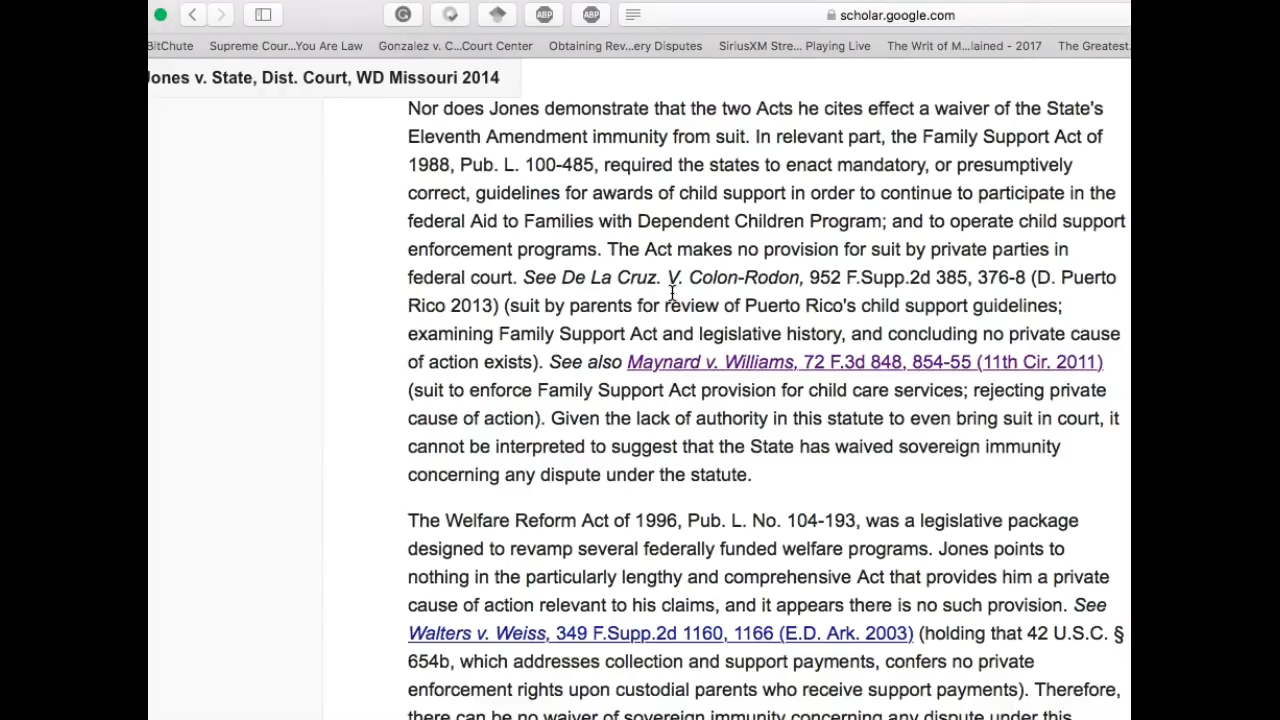 scholar.google.com
BitChute Supreme Cour...You Are Law Gonzalez v. C...Court Center Obtaining Rev...ery Disputes SiriusXM Stre... Playing Live The Writ of M...lained - 2017 The Greatest
Jones v. State, Dist. Court, WD Missouri 2014
Nor does Jones demonstrate that the two Acts he cites effect a waiver of the State's
Eleventh Amendment immunity from suit. In relevant part, the Family Support Act of
1988, Pub. L. 100-485, required the states to enact mandatory, or presumptively
correct, guidelines for awards of child support in order to continue to participate in the
federal Aid to Families with Dependent Children Program; and to operate child support
enforcement programs. The Act makes no provision for suit by private parties in
federal court. See De La Cruz. V. Colon-Rodon, 952 F.Supp.2d 385, 376-8 (D. Puerto
Rico 2013) (suit by parents for review of Puerto Rico's child support guidelines;
examining Family Support Act and legislative history, and concluding no private cause
of action exists). See also Maynard v. Williams, 72 F.3d 848, 854-55 (11th Cir. 2011)
(suit to enforce Family Support Act provision for child care services; rejecting private
cause of action). Given the lack of authority in this statute to even bring suit in court, it
cannot be interpreted to suggest that the State has waived sovereign immunity
concerning any dispute under the statute.
The Welfare Reform Act of 1996, Pub. L. No. 104-193, was a legislative package
designed to revamp several federally funded welfare programs. Jones points to
nothing in the particularly lengthy and comprehensive Act that provides him a private
cause of action relevant to his claims, and it appears there is no such provision. See
Walters v. Weiss, 349 F.Supp.2d 1160, 1166 (E.D. Ark. 2003) (holding that 42 U.S.C. §
654b, which addresses collection and support payments, confers no private
enforcement rights upon custodial parents who receive support payments). Therefore,
there can be no waiver of sovereign immunity concerning any dispute under this